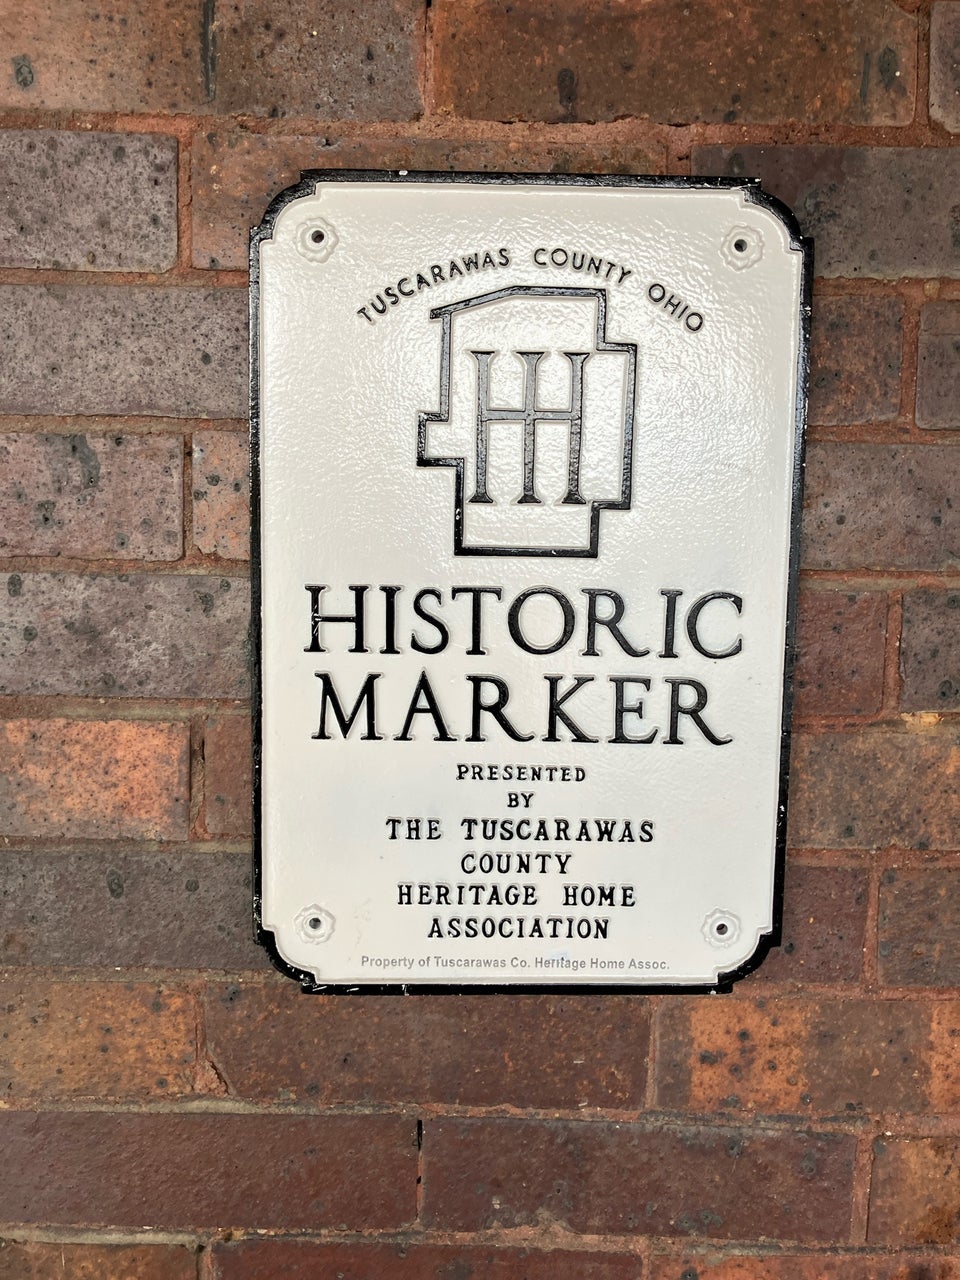 TUSCARAWAS COUNTY OHIO
HH
HISTORIC
MARKER
PRESENTED
BY
THE TUSCARAWAS
COUNTY
HERITAGE HOME
ASSOCIATION
Property of Tuscarawas Co. Heritage Home Assoc.